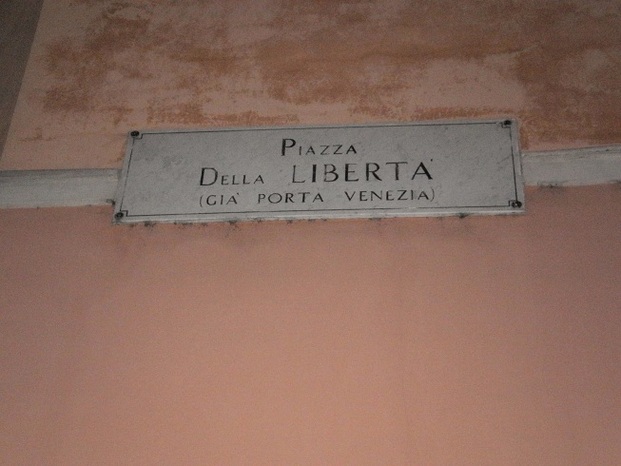 PIAZZA
DELLA LIBERTA'
(GIA' PORTA VENEZIA)